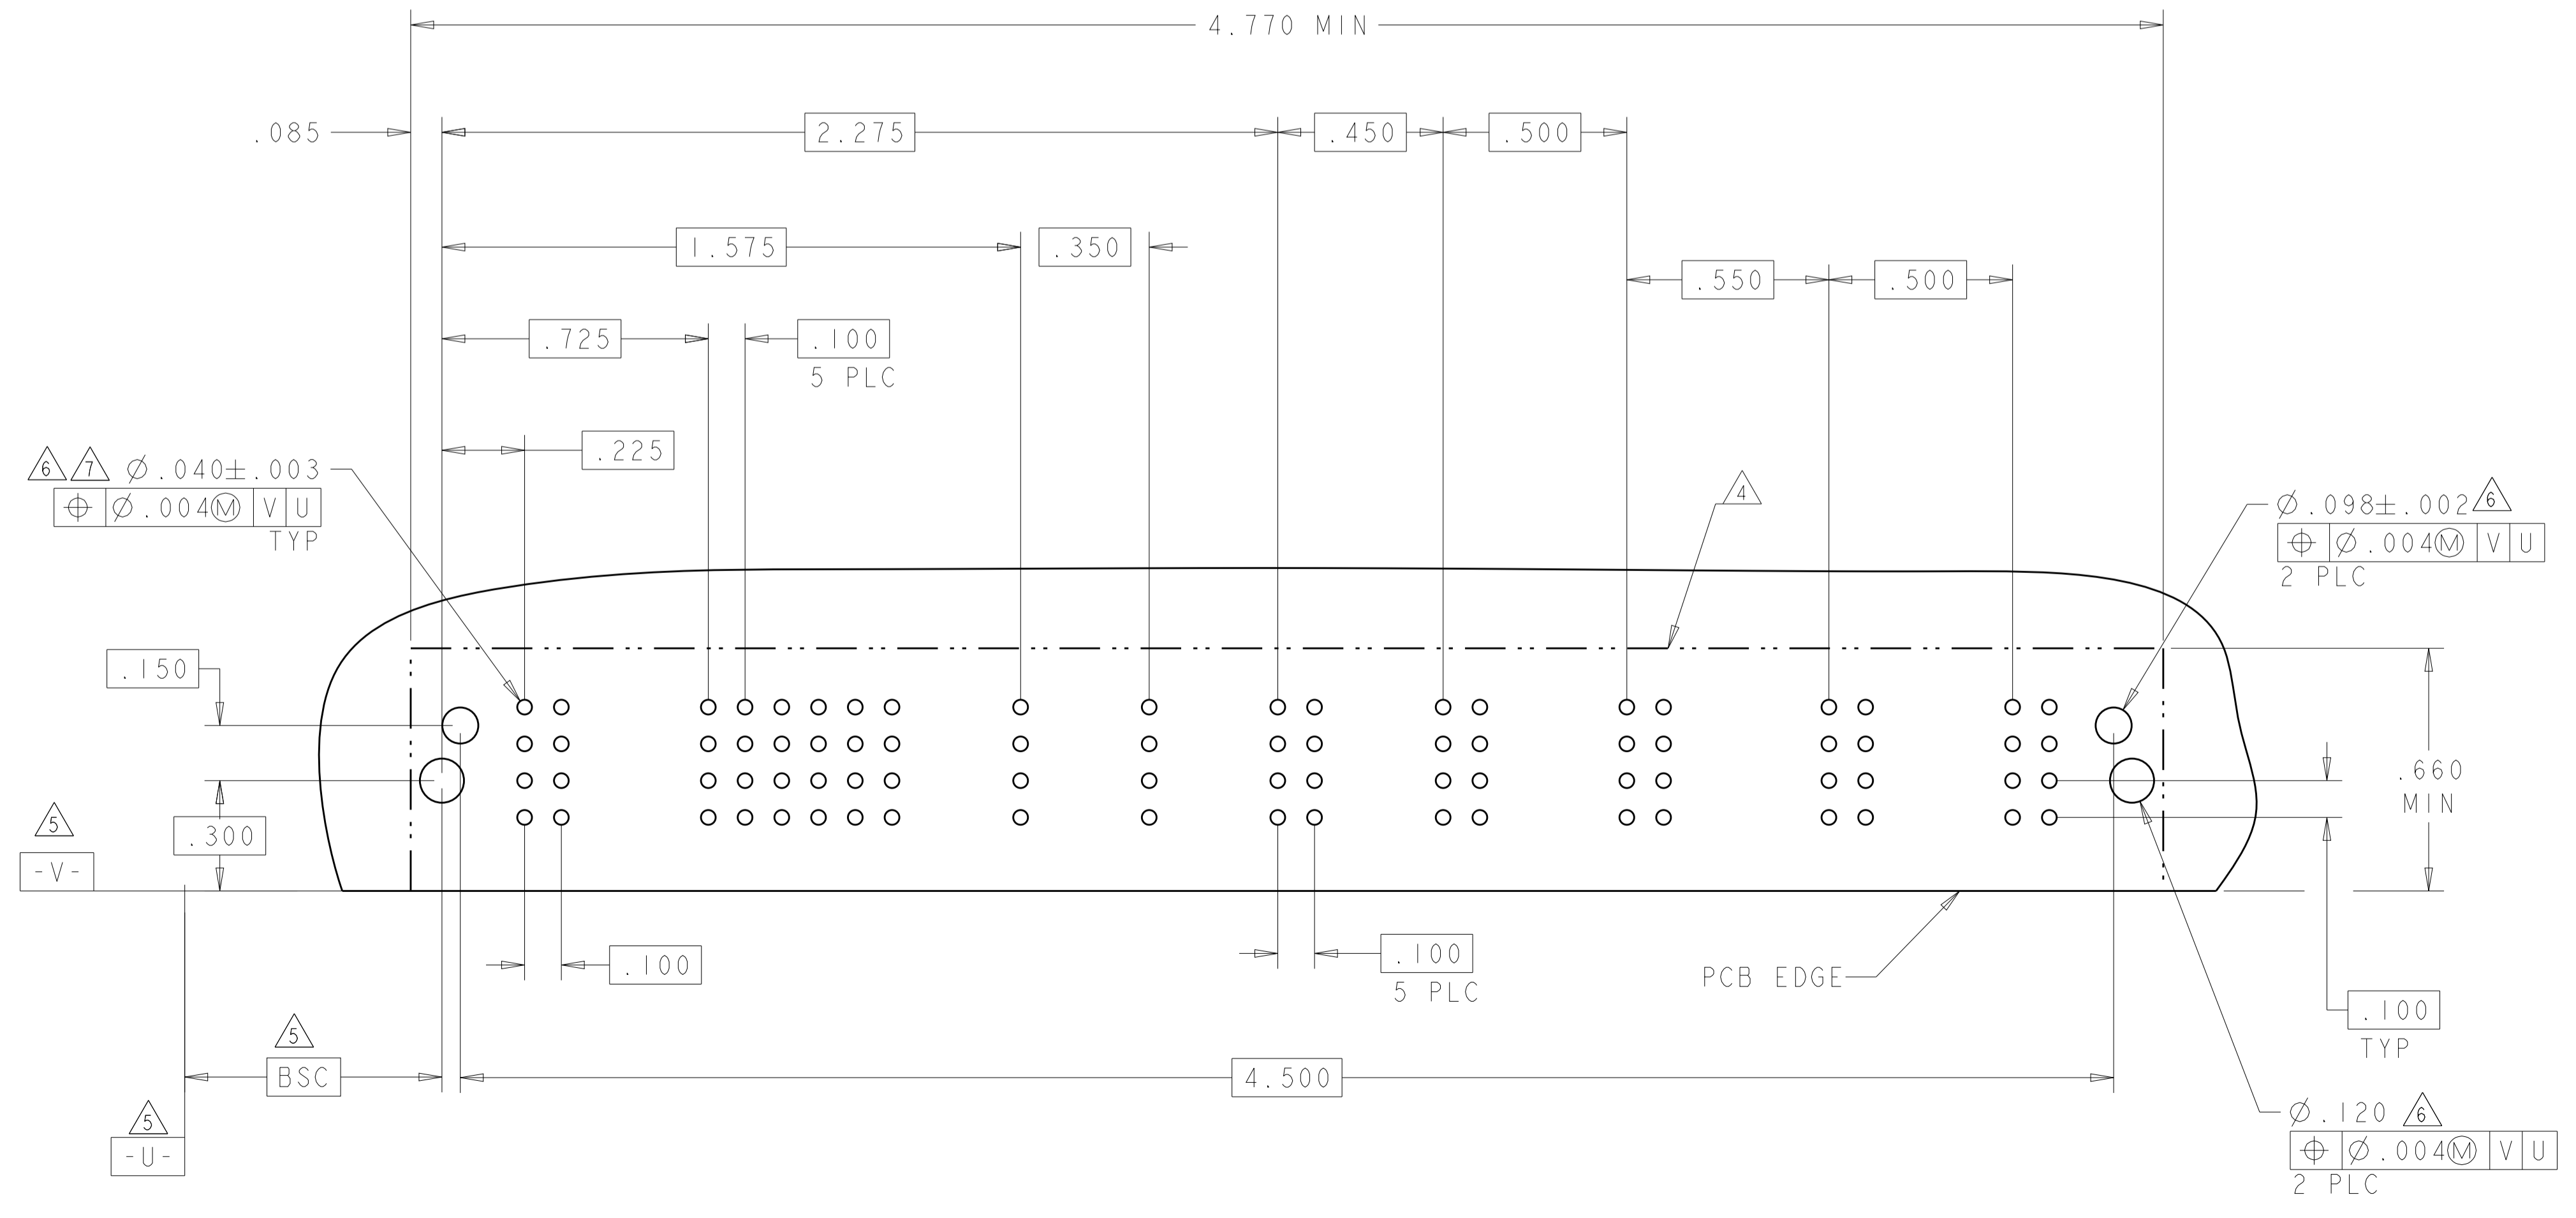 4.770 MIN
.085
2.275
.450
.500
1.575
.350
.550
.500
.725
.100
5 PLC
.225
6 7 Ø.040±.003
⌖ Ø.004Ⓜ V U
TYP
4
Ø.098±.002 6
⌖ Ø.004Ⓜ V U
2 PLC
.150
.660
MIN
5
-V-
.300
.100
.100
5 PLC
PCB EDGE
.100
TYP
5
BSC
4.500
5
-U-
Ø.120 6
⌖ Ø.004Ⓜ V U
2 PLC